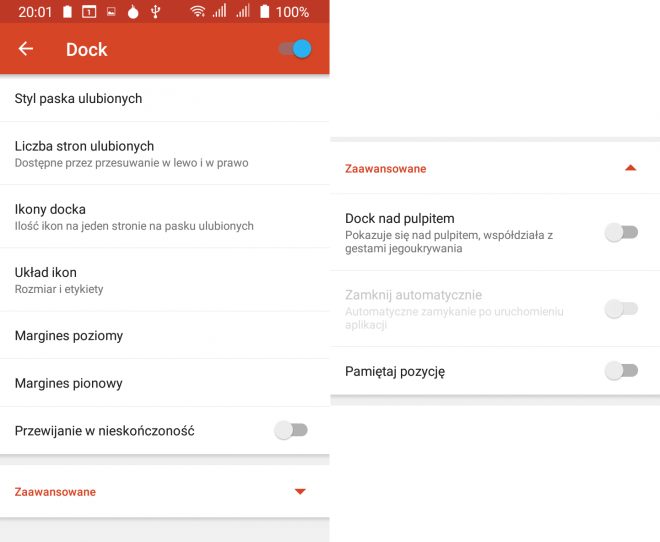 20:01
1
100%
Dock
Styl paska ulubionych
Liczba stron ulubionych
Dostępne przez przesuwanie w lewo i w prawo
Ikony docka
Ilość ikon na jeden stronie na pasku ulubionych
Układ ikon
Rozmiar i etykiety
Margines poziomy
Margines pionowy
Przewijanie w nieskończoność
Zaawansowane
Zaawansowane
Dock nad pulpitem
Pokazuje się nad pulpitem, współdziała z
gestami jegoukrywania
Zamknij automatycznie
Automatyczne zamykanie po uruchomieniu
aplikacji
Pamiętaj pozycję